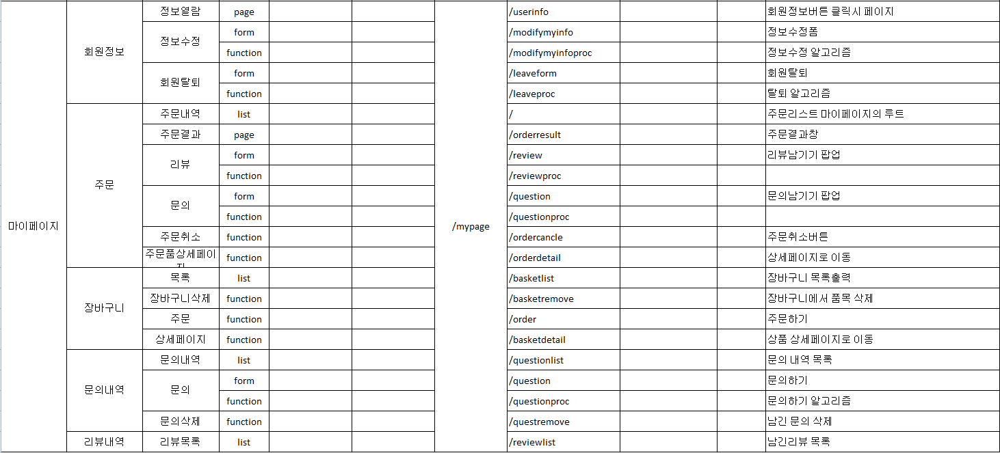 정보열람 page /userinfo 회원정보버튼 클릭시 페이지
form /modifymyinfo 정보수정폼
정보수정
회원정보 function /modifymyinfoproc 정보수정 알고리즘
form /leaveform 회원탈퇴
회원탈퇴
function /leaveproc 탈퇴 알고리즘
주문내역 list / 주문리스트 마이페이지의 루트
주문결과 page /orderresult 주문결과창
form /review 리뷰남기기 팝업
리뷰
function /reviewproc
주문
form /question 문의남기기 팝업
문의
function /questionproc
마이페이지 /mypage
주문취소 function /ordercancle 주문취소버튼
주문품상세페이지 function /orderdetail 상세페이지로 이동
목록 list /basketlist 장바구니 목록출력
장바구니삭제 function /basketremove 장바구니에서 품목 삭제
장바구니
주문 function /order 주문하기
상세페이지 function /basketdetail 상품 상세페이지로 이동
문의내역 list /questionlist 문의 내역 목록
form /question 문의하기
문의내역 문의
function /questionproc 문의하기 알고리즘
문의삭제 function /questremove 남긴 문의 삭제
리뷰내역 리뷰목록 list /reviewlist 남긴리뷰 목록